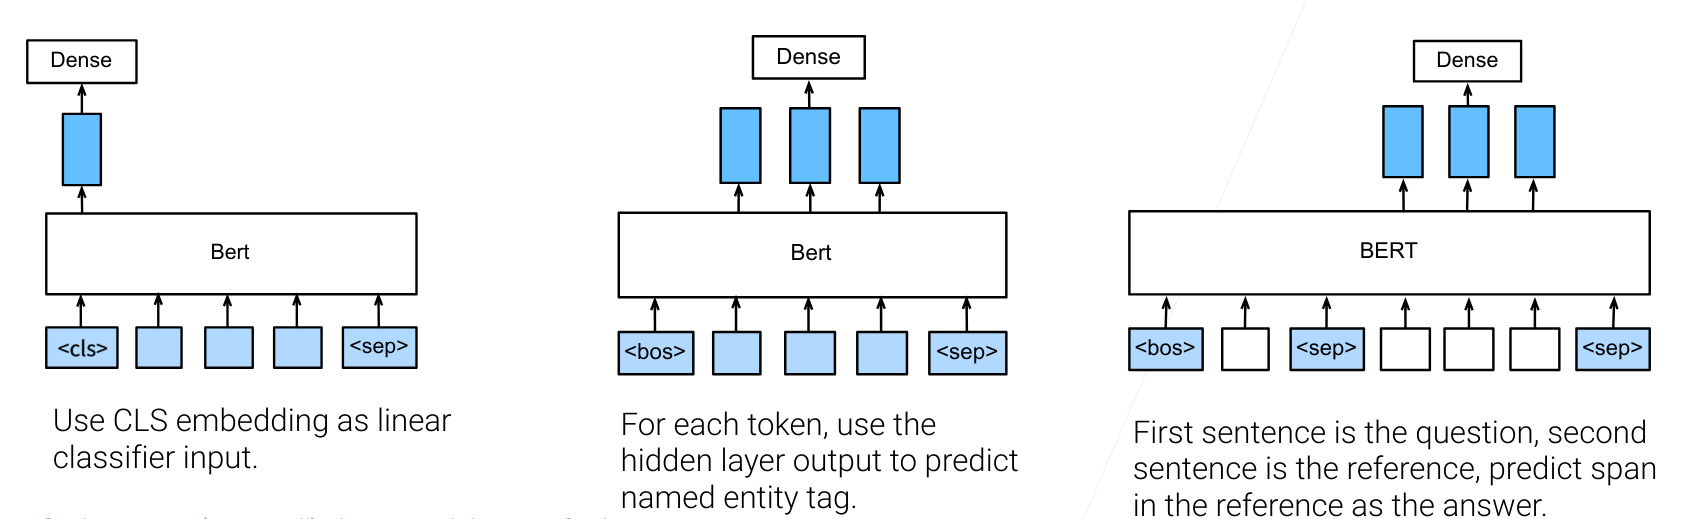 Dense
Bert
<cls>
<sep>
Use CLS embedding as linear
classifier input.
Dense
Bert
<bos>
<sep>
For each token, use the
hidden layer output to predict
named entity tag.
Dense
BERT
<bos>
<sep>
<sep>
First sentence is the question, second
sentence is the reference, predict span
in the reference as the answer.